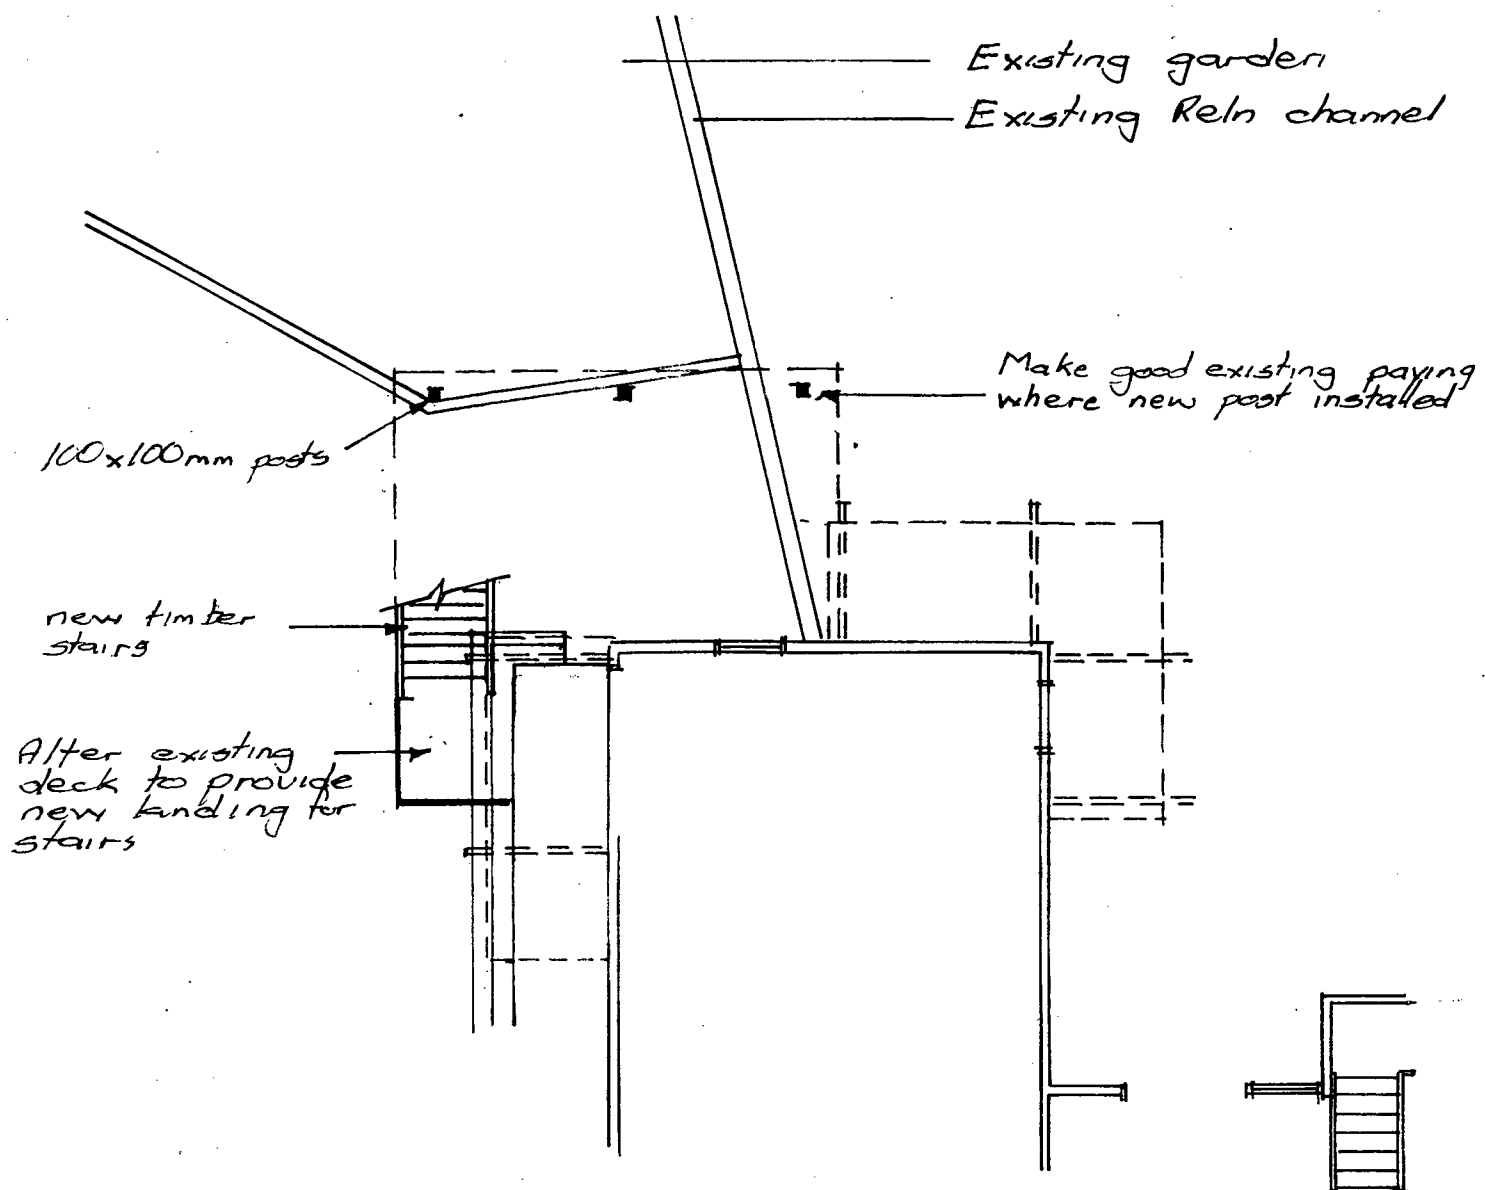 Existing garden
Existing Reln channel
Make good existing paving
where new post installed
100x100mm posts
new timber
stairs
Alter existing
deck to provide
new landing for
stairs